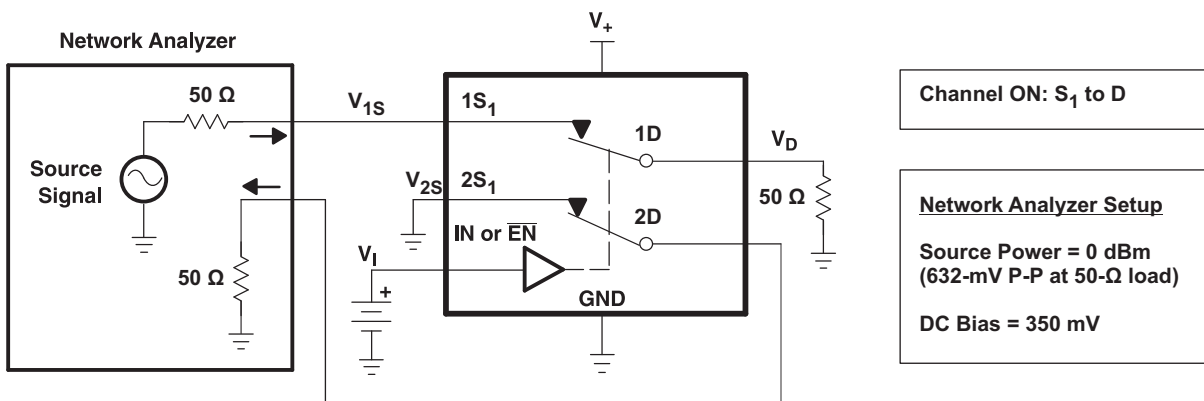 Network Analyzer
50 Ω
Source
Signal
50 Ω
V1S
V2S
VI
+
V+
1S1
2S1
IN or E̅N̅
1D
2D
GND
VD
50 Ω
Channel ON: S1 to D
Network Analyzer Setup
Source Power = 0 dBm
(632-mV P-P at 50-Ω load)
DC Bias = 350 mV